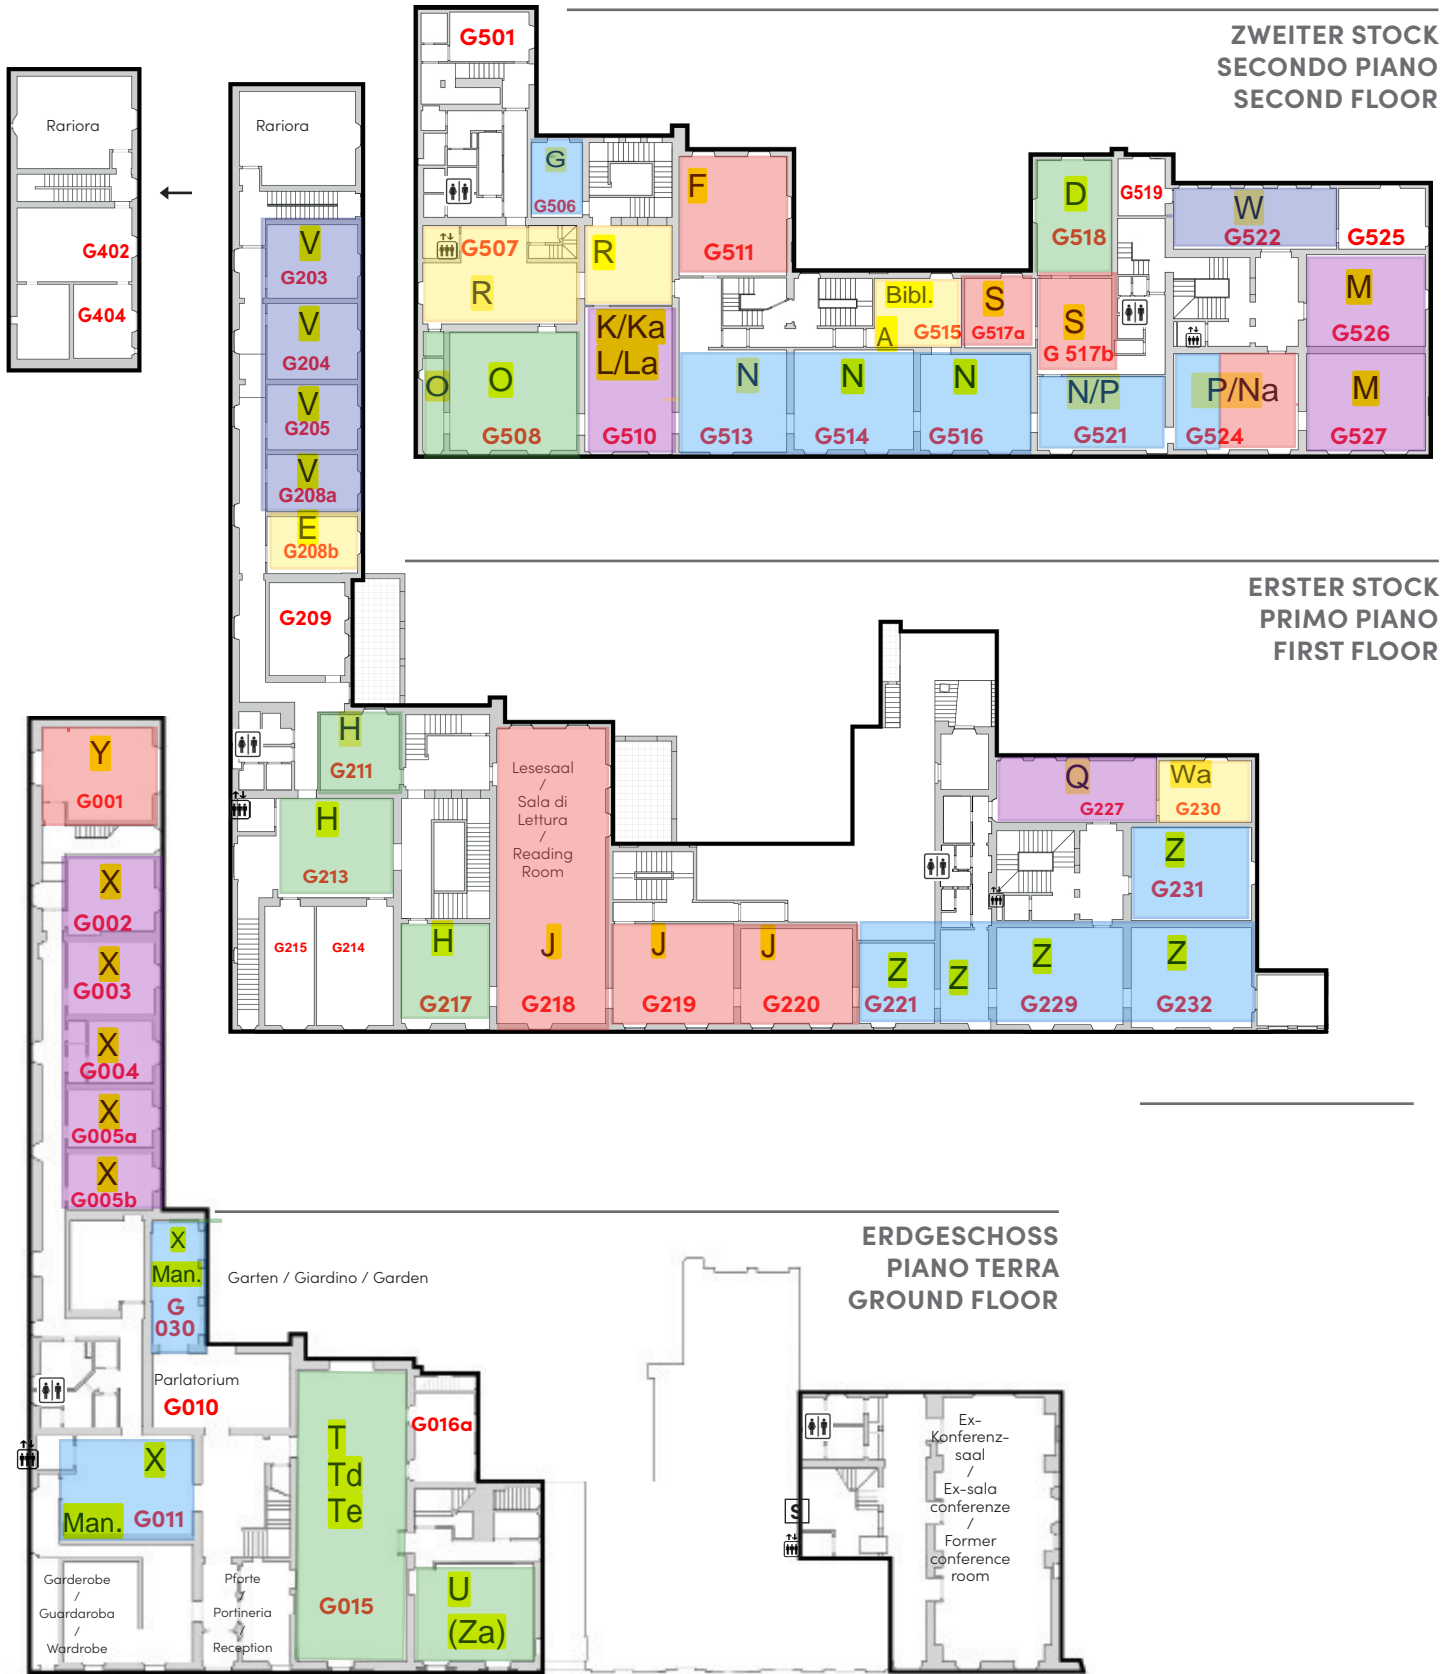 ZWEITER STOCK
SECONDO PIANO
SECOND FLOOR
G501
G
G506
F
G511
D
G518
G519
W
G522
G525
G507
R
R
K/Ka
L/La
G510
O
O
G508
Bibl.
A
G515
S
G517a
S
G 517b
N
G513
N
G514
N
G516
N/P
G521
P/Na
G524
M
G526
M
G527
Rariora
G402
G404
Rariora
V
G203
V
G204
V
G205
V
G208a
E
G208b
G209
ERSTER STOCK
PRIMO PIANO
FIRST FLOOR
H
G211
H
G213
G215
G214
H
G217
Lesesaal
/
Sala di
Lettura
/
Reading
Room
J
G218
J
G219
J
G220
Z
G221
Z
Z
G229
Z
G232
Z
G231
Q
G227
Wa
G230
Y
G001
X
G002
X
G003
X
G004
X
G005a
X
G005b
ERDGESCHOSS
PIANO TERRA
GROUND FLOOR
X
Man.
G
030
Garten / Giardino / Garden
Parlatorium
G010
X
Man.
G011
T
Td
Te
G015
G016a
U
(Za)
Garderobe
/
Guardaroba
/
Wardrobe
Pforte
/
Portineria
/
Reception
S
Ex-
Konferenz-
saal
/
Ex-sala
conferenze
/
Former
conference
room